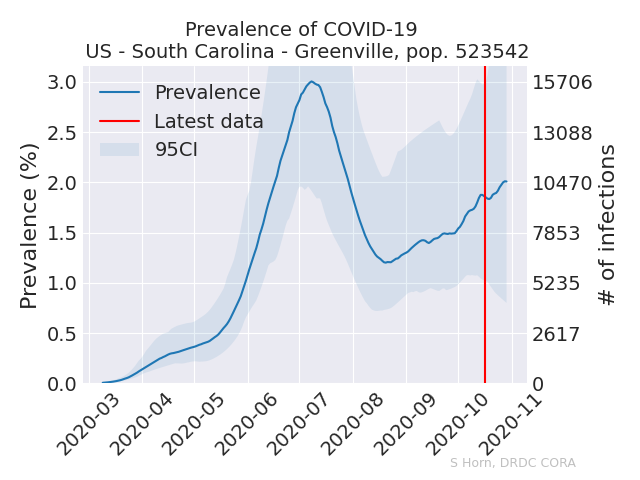 Prevalence of COVID-19
US - South Carolina - Greenville, pop. 523542
Prevalence
Latest data
95CI
Prevalence (%)
3.0
2.5
2.0
1.5
1.0
0.5
0.0
15706
13088
10470
7853
5235
2617
0
# of infections
2020-03
2020-04
2020-05
2020-06
2020-07
2020-08
2020-09
2020-10
2020-11
S Horn, DRDC CORA